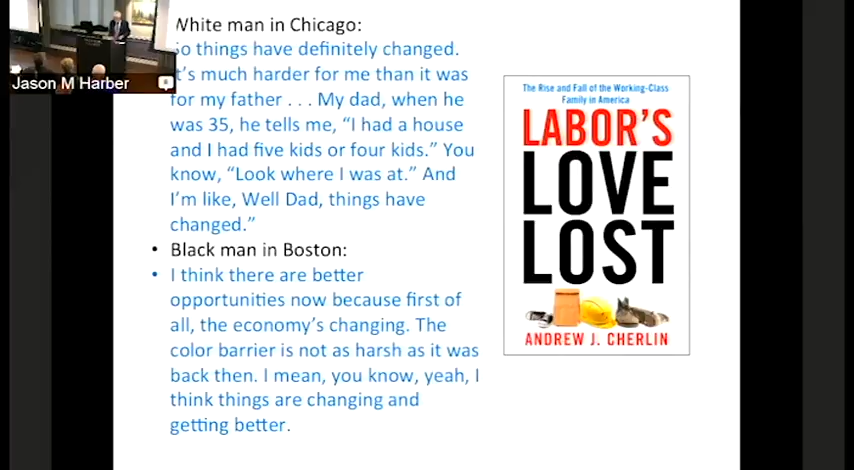 White man in Chicago:
So things have definitely changed.
It's much harder for me than it was
for my father . . . My dad, when he
was 35, he tells me, “I had a house
and I had five kids or four kids.” You
know, “Look where I was at.” And
I'm like, Well Dad, things have
changed.”
• Black man in Boston:
• I think there are better
opportunities now because first of
all, the economy's changing. The
color barrier is not as harsh as it was
back then. I mean, you know, yeah, I
think things are changing and
getting better.
Jason M Harber
The Rise and Fall of the Working-Class
Family in America
LABOR'S
LOVE
LOST
ANDREW J. CHERLIN